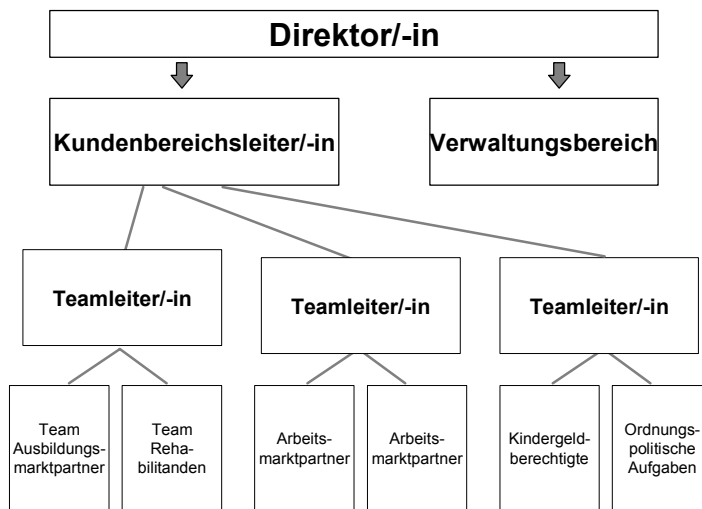 Direktor/-in
Kundenbereichsleiter/-in
Verwaltungsbereich
Teamleiter/-in
Teamleiter/-in
Teamleiter/-in
Team
Ausbildungs-
marktpartner
Team
Reha-
bilitanden
Arbeits-
marktpartner
Arbeits-
marktpartner
Kindergeld-
berechtigte
Ordnungs-
politische
Aufgaben